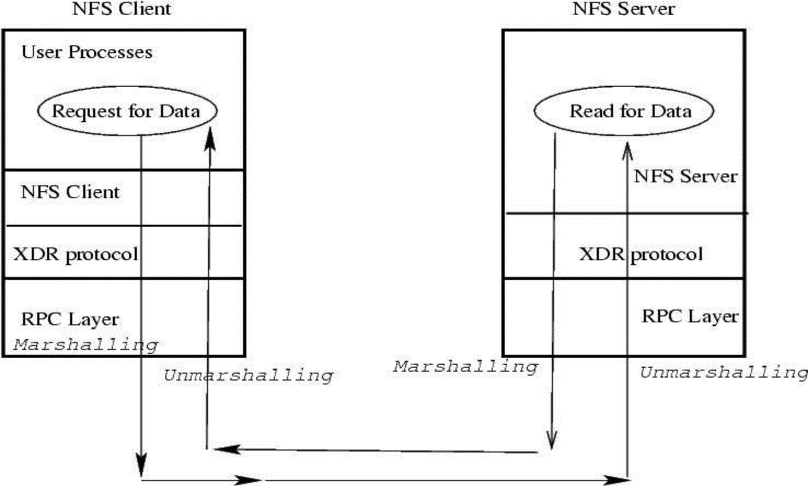 NFS Client
NFS Server
User Processes
Request for Data
Read for Data
NFS Client
NFS Server
XDR protocol
XDR protocol
RPC Layer
RPC Layer
Marshalling
Unmarshalling
Marshalling
Unmarshalling